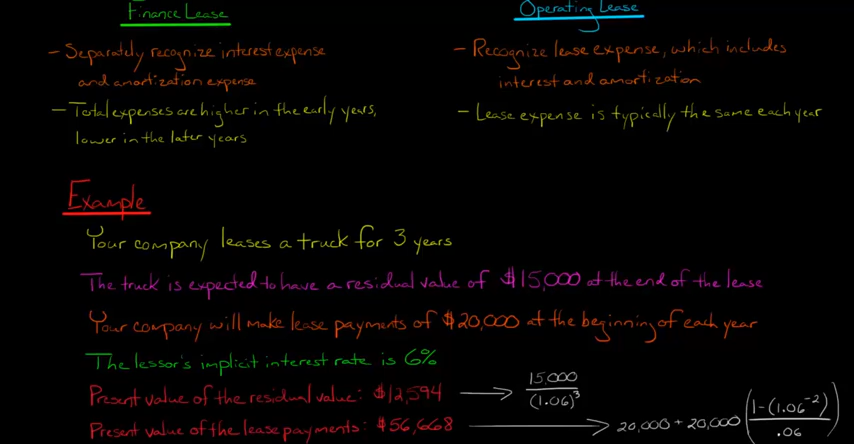 Finance Lease
Operating Lease
- Separately recognize interest expense
and amortization expense
- Total expenses are higher in the early years,
lower in the later years
- Recognize lease expense, which includes
interest and amortization
- Lease expense is typically the same each year
Example
Your company leases a truck for 3 years
The truck is expected to have a residual value of $15,000 at the end of the lease
Your company will make lease payments of $20,000 at the beginning of each year
The lessor's implicit interest rate is 6%
Present value of the residual value: $12,594 → 15,000 / (1.06)³
Present value of the lease payments: $56,668 → 20,000 + 20,000 (1-(1.06⁻²) / .06)